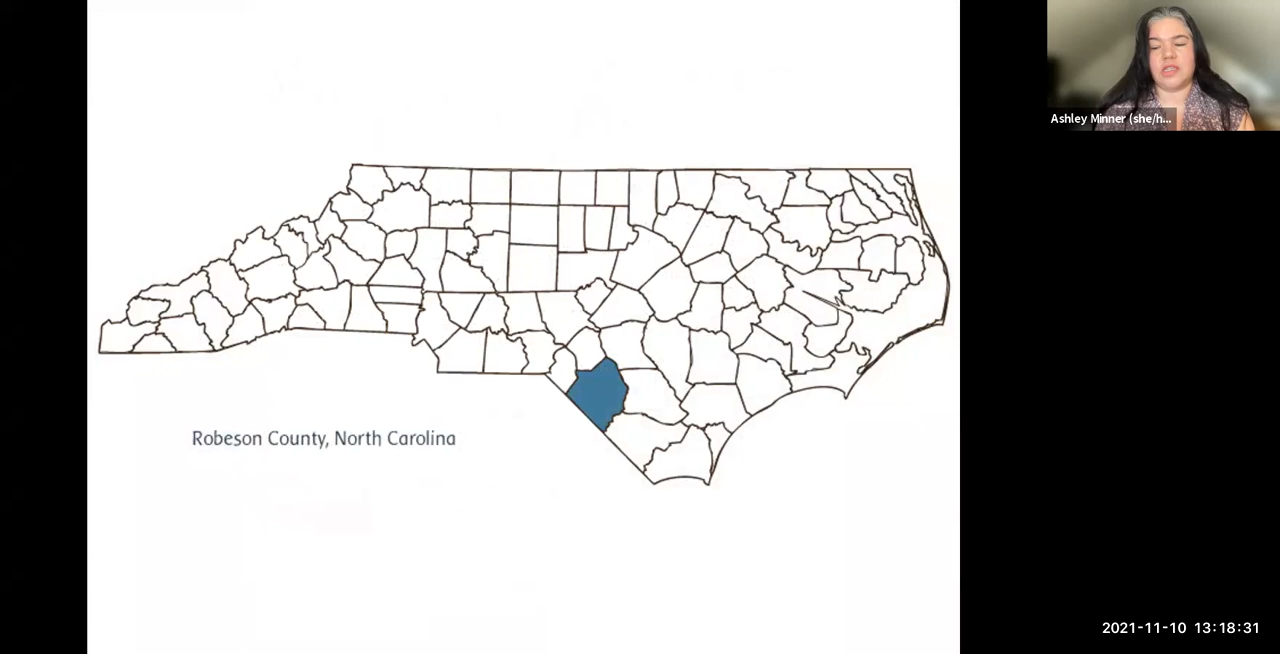 Ashley Minner (she/h...
Robeson County, North Carolina
2021-11-10 13:18:31